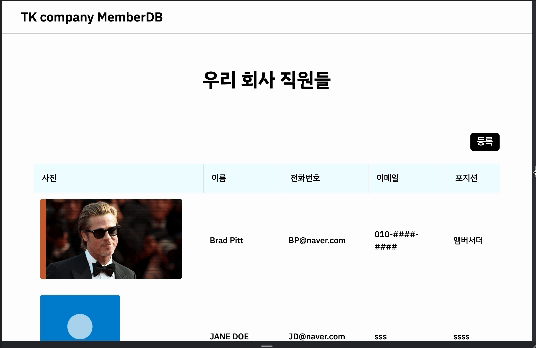 TK company MemberDB
우리 회사 직원들
등록
사진 이름 전화번호 이메일 포지션
Brad Pitt BP@naver.com 010-####-
####
앰버서더
JANE DOE JD@naver.com sss ssss